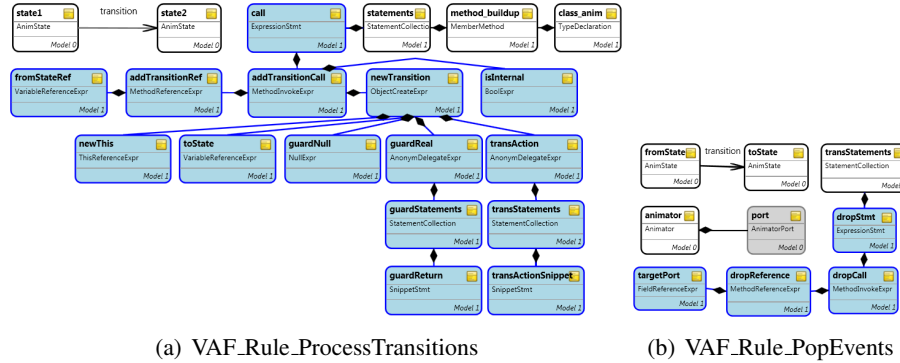 state1
AnimState
Model 0
transition
state2
AnimState
Model 0
call
ExpressionStmt
Model 1
statements
StatementCollectio
Model 1
method_buildup
MemberMethod
Model 1
class_anim
TypeDeclaration
Model 1
fromStateRef
VariableReferenceExpr
Model 1
addTransitionRef
MethodReferenceExpr
Model 1
addTransitionCall
MethodInvokeExpr
Model 1
newTransition
ObjectCreateExpr
Model 1
isInternal
BoolExpr
Model 1
newThis
ThisReferenceExpr
Model 1
toState
VariableReferenceExpr
Model 1
guardNull
NullExpr
Model 1
guardReal
AnonymDelegateExpr
Model 1
transAction
AnonymDelegateExpr
Model 1
guardStatements
StatementCollection
Model 1
transStatements
StatementCollection
Model 1
guardReturn
SnippetStmt
Model 1
transActionSnippet
SnippetStmt
Model 1
(a) VAF_Rule_ProcessTransitions
fromState
AnimState
Model 0
transition
toState
AnimState
Model 0
transStatements
StatementCollection
Model 1
animator
Animator
Model 0
port
AnimatorPort
Model 0
dropStmt
ExpressionStmt
Model 1
targetPort
FieldReferenceExpr
Model 1
dropReference
MethodReferenceExpr
Model 1
dropCall
MethodInvokeExpr
Model 1
(b) VAF_Rule_PopEvents